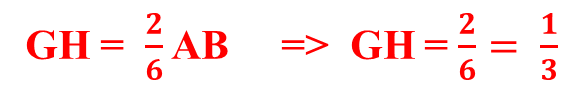 GH = 2/6 AB => GH = 2/6 = 1/3